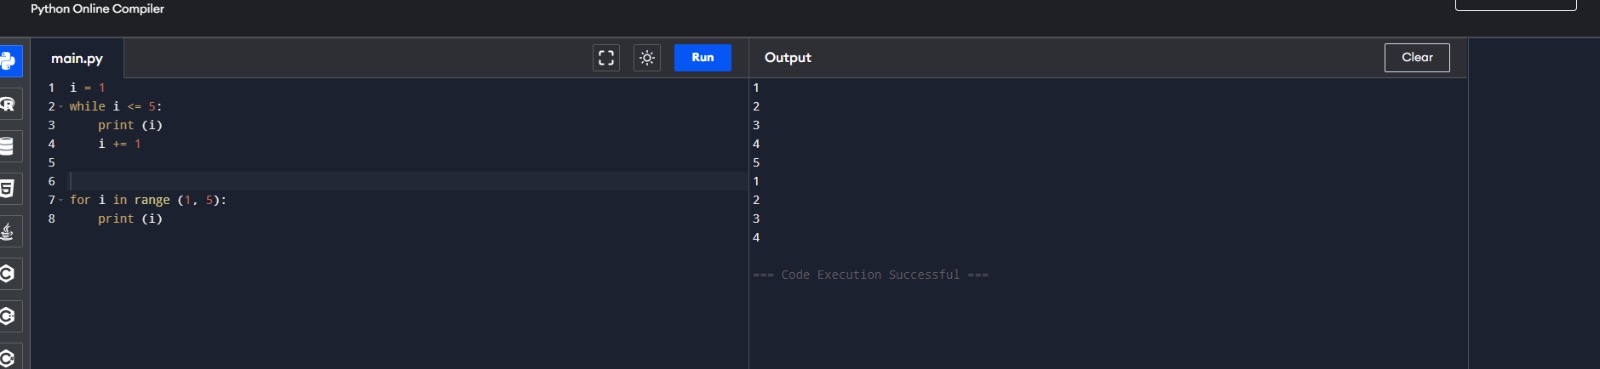 Python Online Compiler
main.py
Run
Output
Clear
1 i = 1
2 while i <= 5:
3 print (i)
4 i += 1
5
6
7 for i in range (1, 5):
8 print (i)
1
2
3
4
5
1
2
3
4
=== Code Execution Successful ===